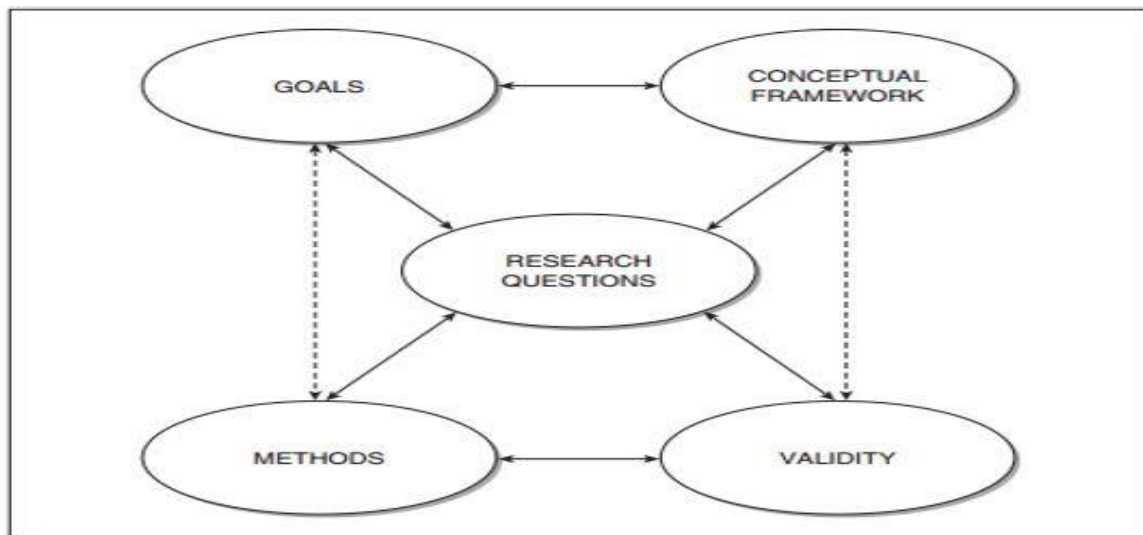 GOALS
CONCEPTUAL
FRAMEWORK
RESEARCH
QUESTIONS
METHODS
VALIDITY